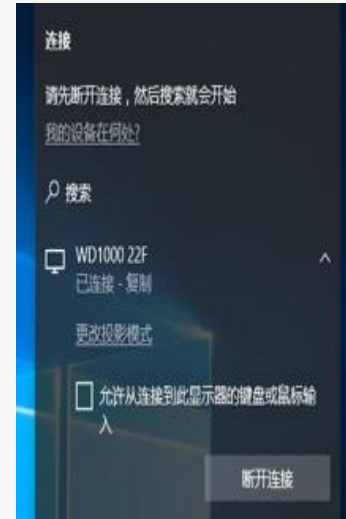 连接
请先断开连接，然后搜索就会开始
我的设备在何处?
搜索
WD1000 22F
已连接 - 复制
更改投影模式
允许从连接到此显示器的键盘或鼠标输
入
断开连接